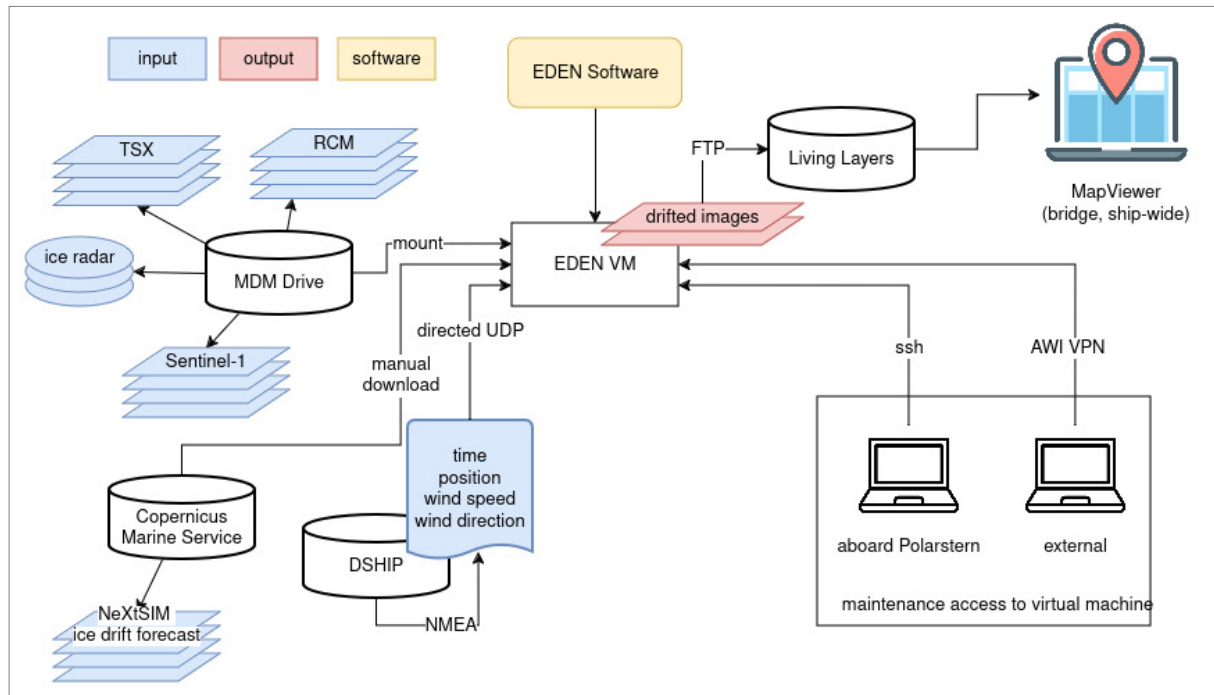 input
output
software
EDEN Software
TSX
RCM
FTP
Living Layers
MapViewer
(bridge, ship-wide)
drifted images
ice radar
MDM Drive
mount
EDEN VM
Sentinel-1
directed UDP
manual
download
ssh
AWI VPN
time
position
wind speed
wind direction
Copernicus
Marine Service
DSHIP
NMEA
NeXtSIM
ice drift forecast
aboard Polarstern
external
maintenance access to virtual machine